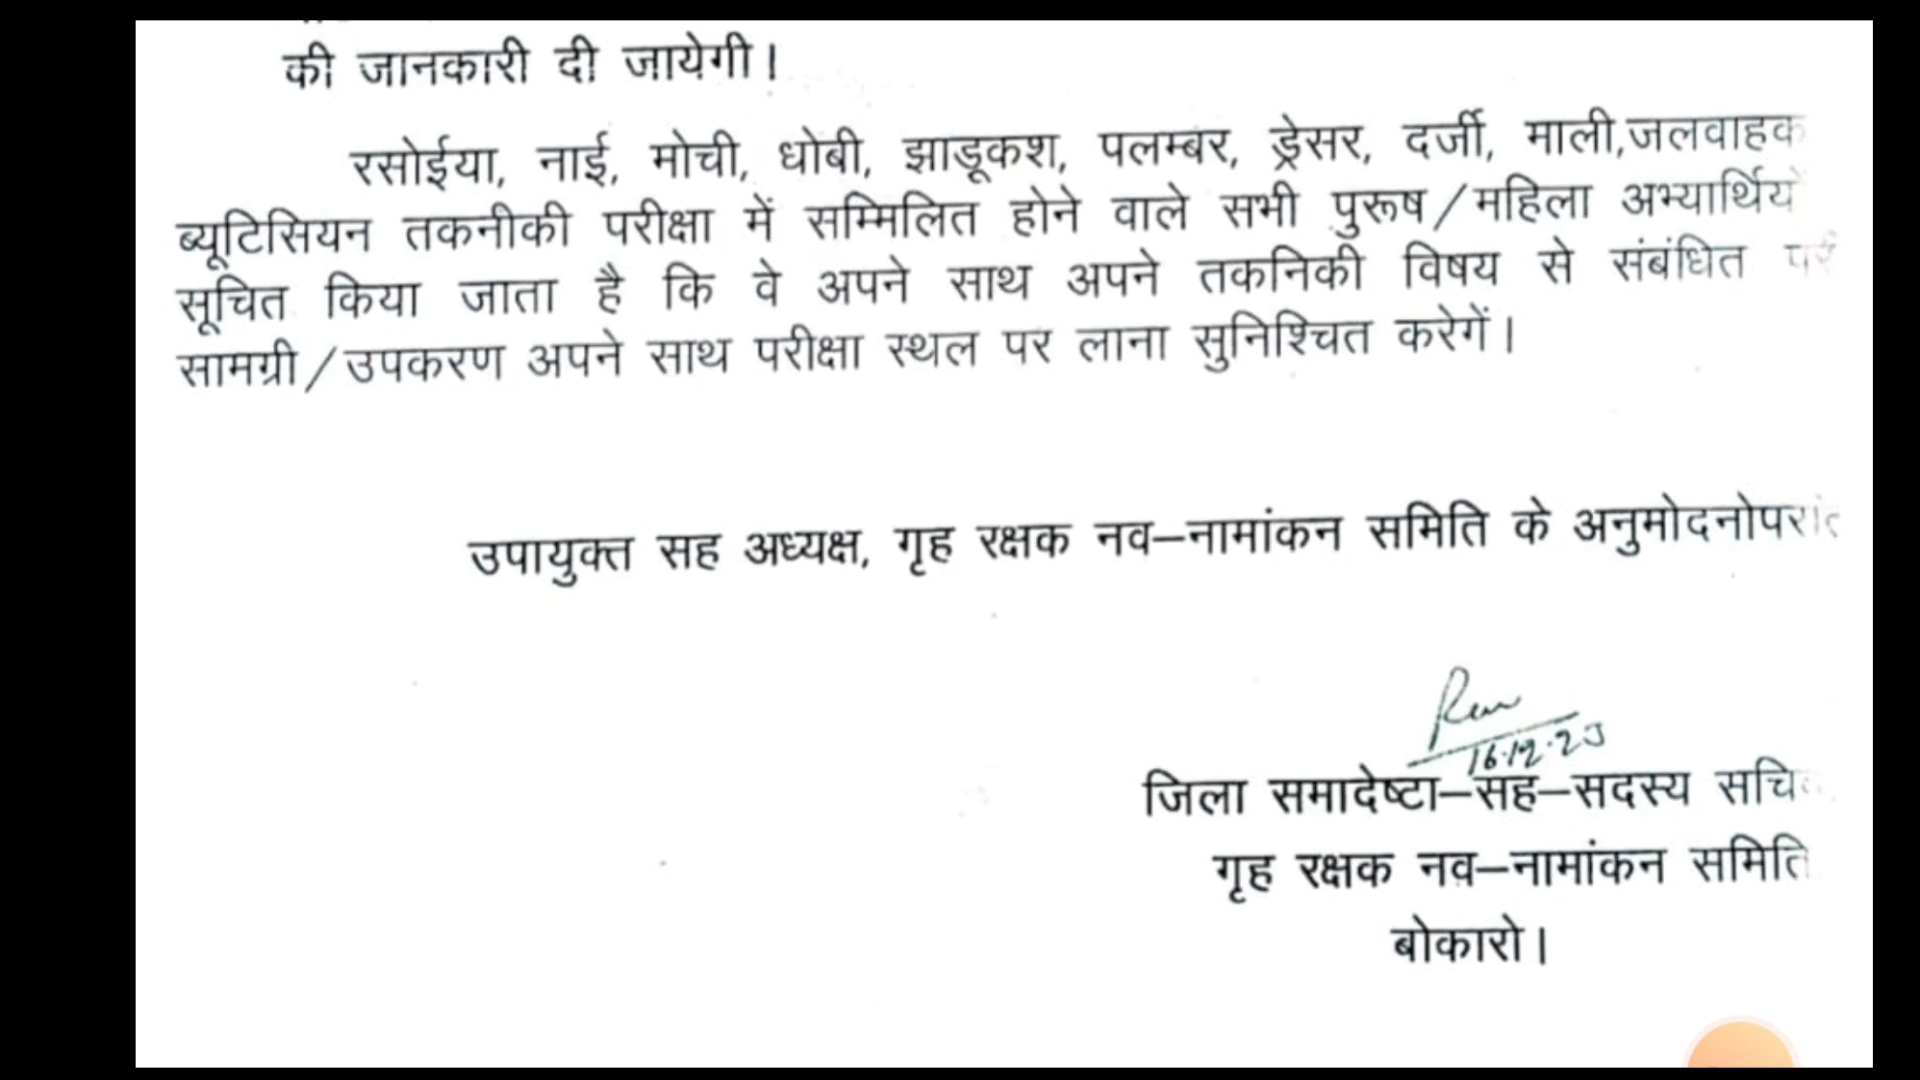 की जानकारी दी जायेगी।
रसोईया, नाई, मोची, धोबी, झाडूकश, पलम्बर, ड्रेसर, दर्जी, माली,जलवाहक
ब्यूटिसियन तकनीकी परीक्षा में सम्मिलित होने वाले सभी पुरूष/महिला अभ्यार्थियों
सूचित किया जाता है कि वे अपने साथ अपने तकनिकी विषय से संबंधित
सामग्री/उपकरण अपने साथ परीक्षा स्थल पर लाना सुनिश्चित करेगें।
उपायुक्त सह अध्यक्ष, गृह रक्षक नव–नामांकन समिति के अनुमोदनोपरांत
16.12.25
जिला समादेष्टा–सह–सदस्य
गृह रक्षक नव–नामांकन समिति
बोकारो।